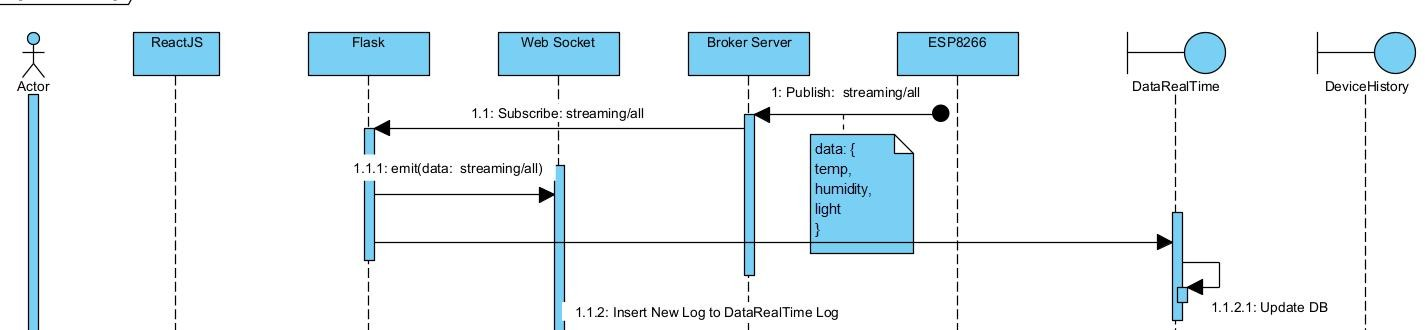 ReactJS
Flask
Web Socket
Broker Server
ESP8266
Actor
DataRealTime
DeviceHistory
1: Publish:  streaming/all
1.1: Subscribe: streaming/all
data: {
temp,
humidity,
light
}
1.1.1: emit(data:  streaming/all)
1.1.2: Insert New Log to DataRealTime Log
1.1.2.1: Update DB